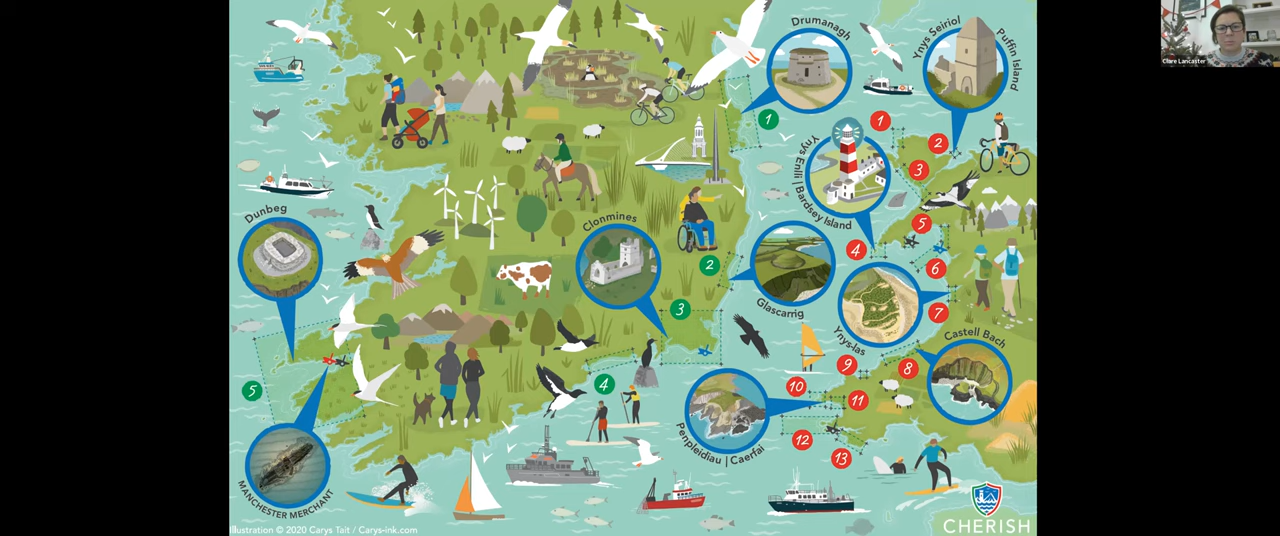 Drumanagh
Ynys Seiriol
Puffin Island
Clare Lancaster
1
1
2
3
Ynys Enlli | Bardsey Island
Dunbeg
Clonmines
5
4
2
6
Glascarrig
7
3
Ynys-las
Castell Bach
9
8
5
4
10
11
Penpleidiau | Caerfai
12
13
MANCHESTER MERCHANT
CHERISH
Illustration © 2020 Carys Tait / Carys-ink.com